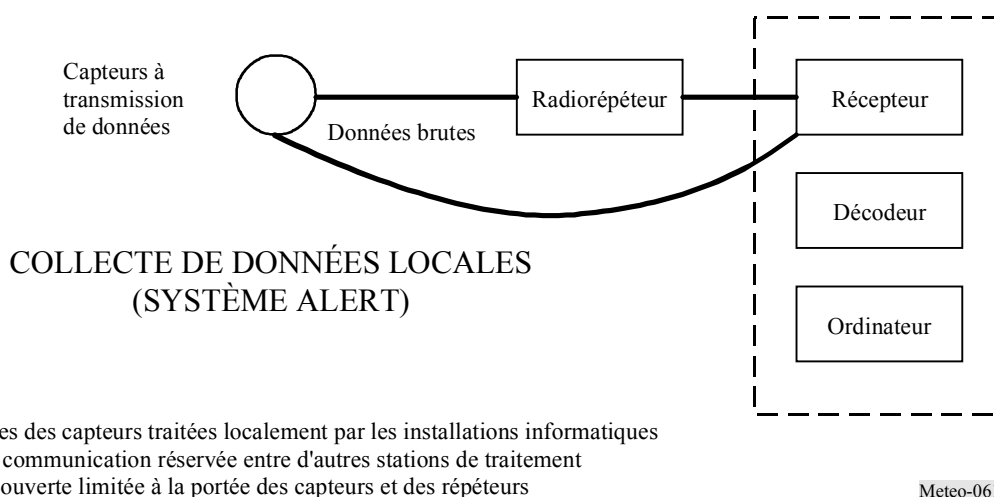 Capteurs à
transmission
de données
Données brutes
Radiorépéteur
Récepteur
Décodeur
Ordinateur
COLLECTE DE DONNÉES LOCALES
(SYSTÈME ALERT)
es des capteurs traitées localement par les installations informatiques
communication réservée entre d'autres stations de traitement
ouverte limitée à la portée des capteurs et des répéteurs
Meteo-06